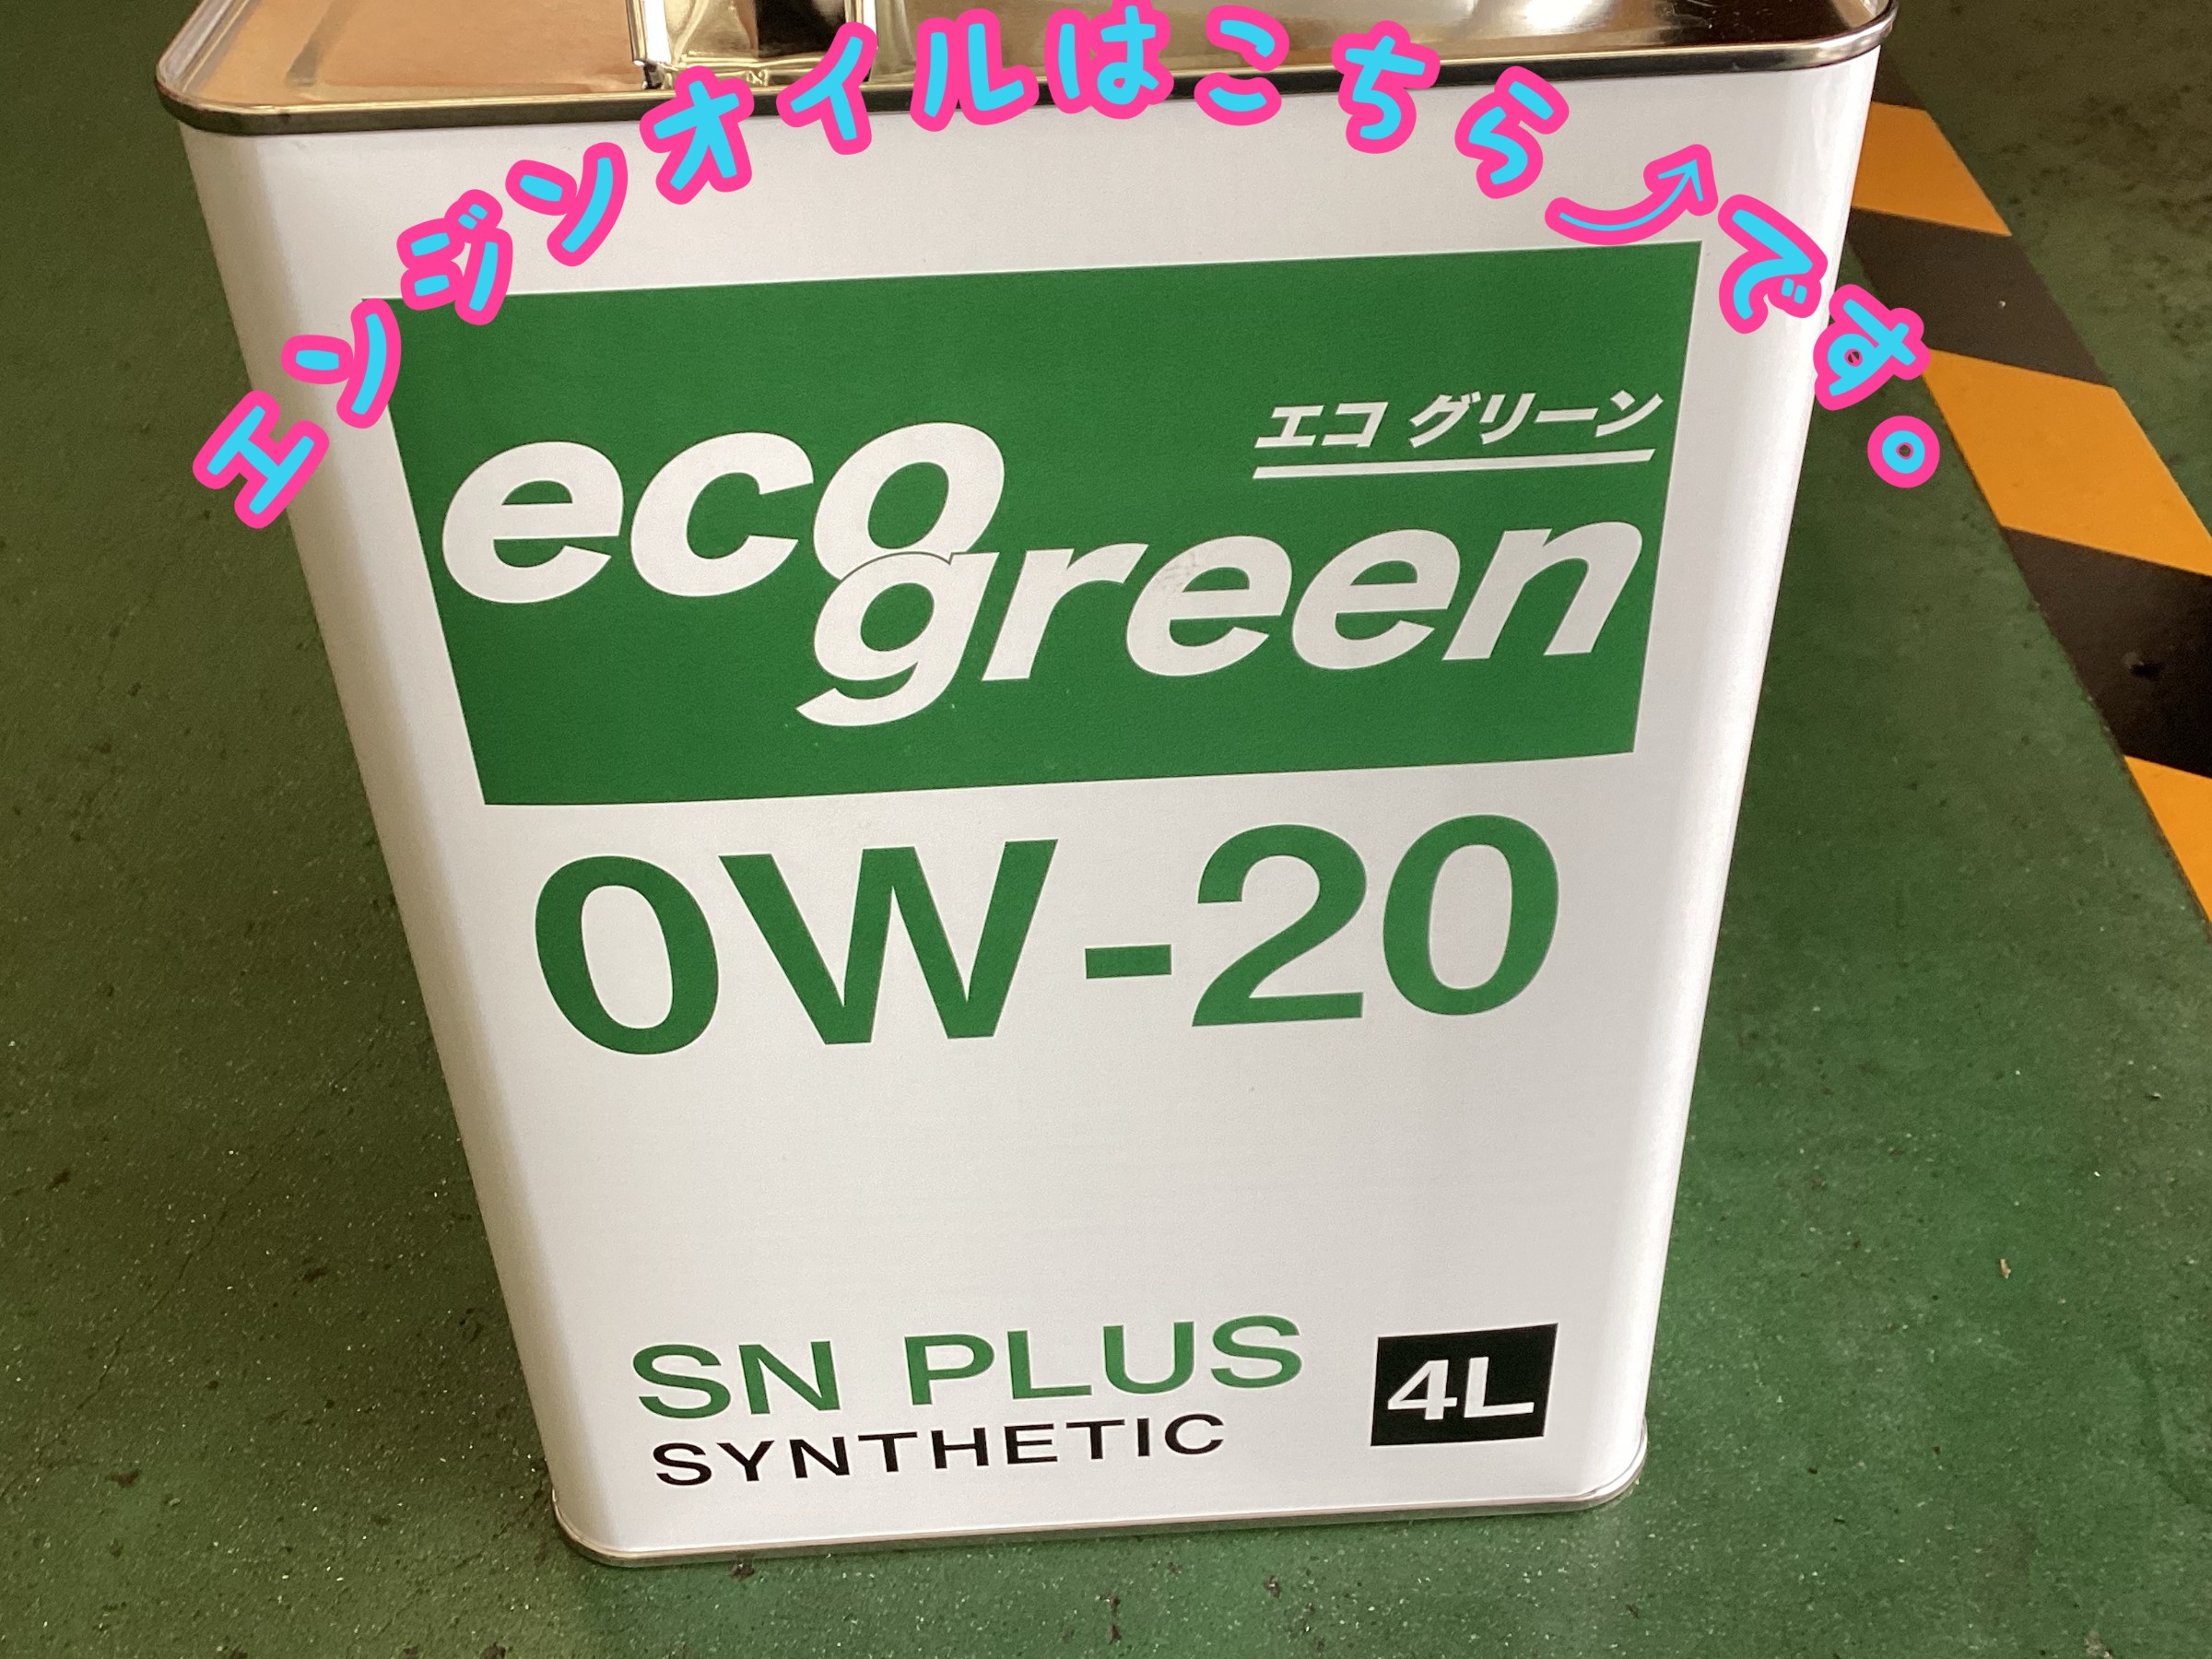 エンジンオイルはこちら⤴です。
エコ グリーン
eco
green
0W-20
SN PLUS
SYNTHETIC
4L